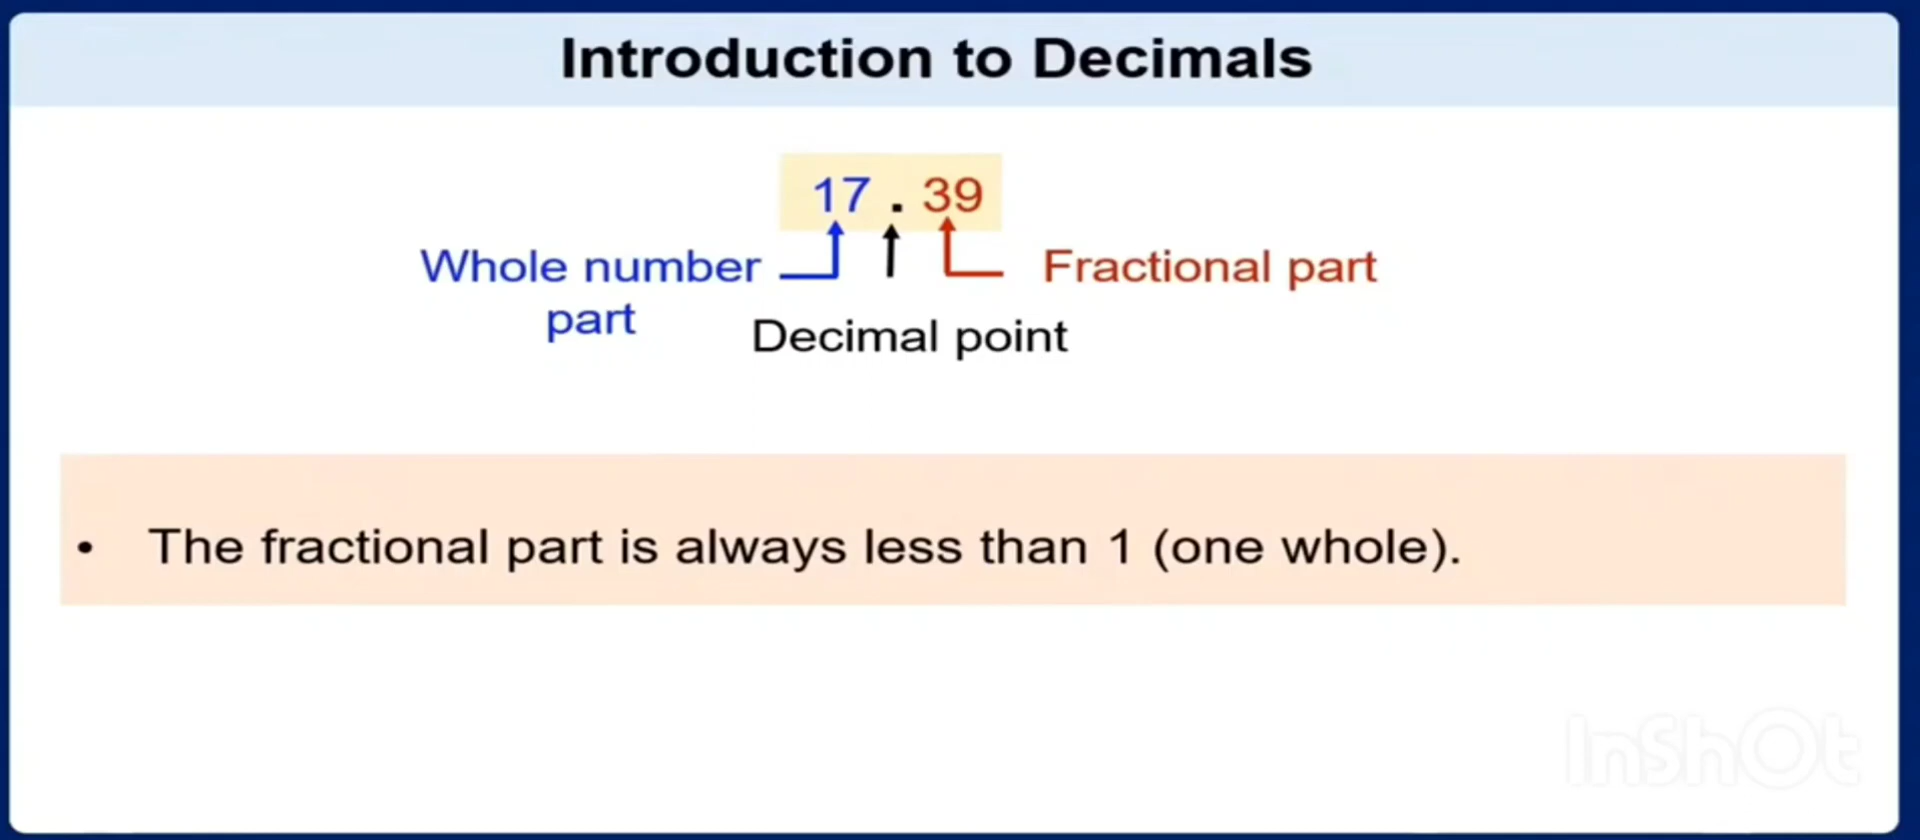 Introduction to Decimals
17 . 39
Whole number
part
Decimal point
Fractional part
• The fractional part is always less than 1 (one whole).
InShOt